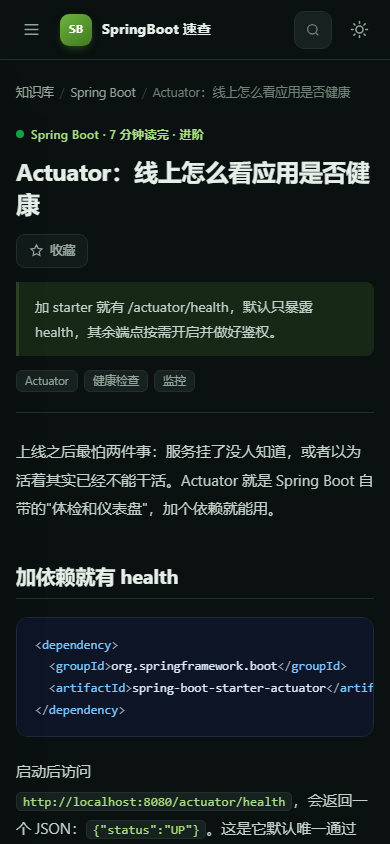 SB SpringBoot 速查
知识库 / Spring Boot / Actuator：线上怎么看应用是否健康
Spring Boot · 7 分钟读完 · 进阶
Actuator：线上怎么看应用是否健
康
收藏
加 starter 就有 /actuator/health，默认只暴露
health，其余端点按需开启并做好鉴权。
Actuator 健康检查 监控
上线之后最怕两件事：服务挂了没人知道，或者以为
活着其实已经不能干活。Actuator 就是 Spring Boot 自
带的"体检和仪表盘"，加个依赖就能用。
加依赖就有 health
<dependency>
<groupId>org.springframework.boot</groupId>
<artifactId>spring-boot-starter-actuator</artif
</dependency>
启动后访问
http://localhost:8080/actuator/health，会返回一
个 JSON：{"status":"UP"}。这是它默认唯一通过